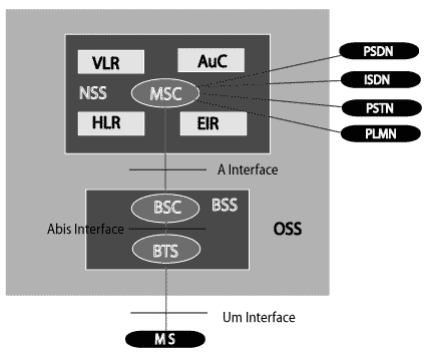 VLR
AuC
PSDN
ISDN
NSS
MSC
PSTN
HLR
EIR
PLMN
A Interface
BSC
BSS
Abis Interface
OSS
BTS
Um Interface
MS